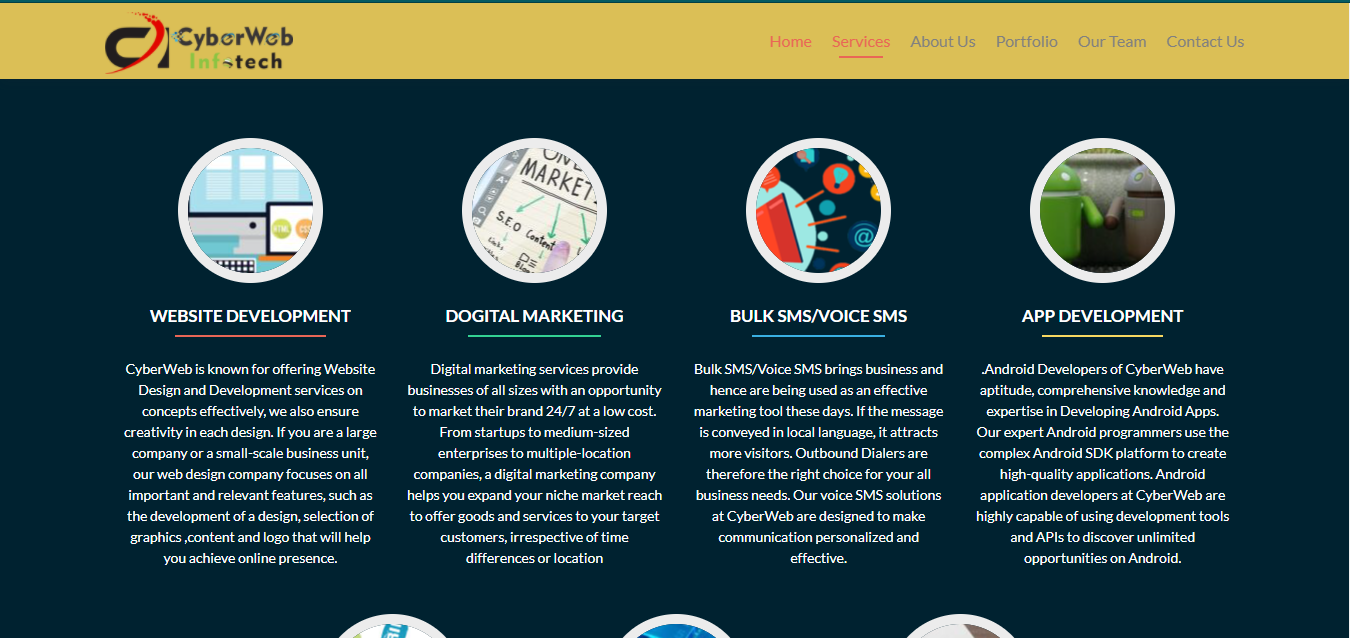 CyberWeb
Infotech
Home Services About Us Portfolio Our Team Contact Us
HTML CSS
MARKET
S.E.O Content
Links
@
WEBSITE DEVELOPMENT
CyberWeb is known for offering Website
Design and Development services on
concepts effectively, we also ensure
creativity in each design. If you are a large
company or a small-scale business unit,
our web design company focuses on all
important and relevant features, such as
the development of a design, selection of
graphics ,content and logo that will help
you achieve online presence.
DOGITAL MARKETING
Digital marketing services provide
businesses of all sizes with an opportunity
to market their brand 24/7 at a low cost.
From startups to medium-sized
enterprises to multiple-location
companies, a digital marketing company
helps you expand your niche market reach
to offer goods and services to your target
customers, irrespective of time
differences or location
BULK SMS/VOICE SMS
Bulk SMS/Voice SMS brings business and
hence are being used as an effective
marketing tool these days. If the message
is conveyed in local language, it attracts
more visitors. Outbound Dialers are
therefore the right choice for your all
business needs. Our voice SMS solutions
at CyberWeb are designed to make
communication personalized and
effective.
APP DEVELOPMENT
.Android Developers of CyberWeb have
aptitude, comprehensive knowledge and
expertise in Developing Android Apps.
Our expert Android programmers use the
complex Android SDK platform to create
high-quality applications. Android
application developers at CyberWeb are
highly capable of using development tools
and APIs to discover unlimited
opportunities on Android.